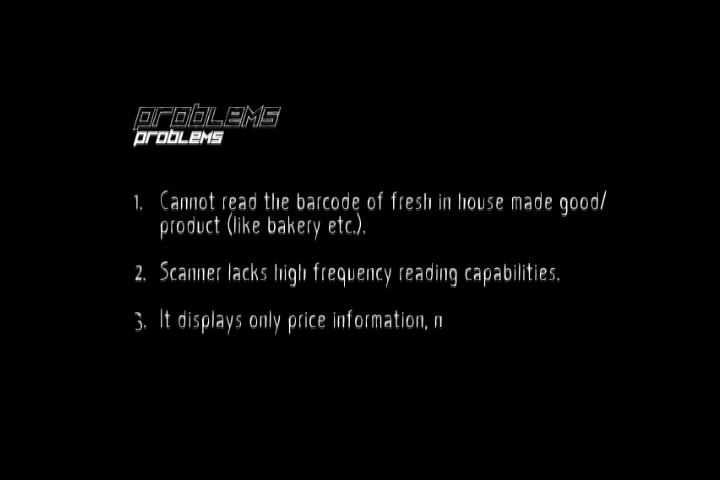 PROBLEMS
PROBLEMS
1. Cannot read the barcode of fresh in house made good/
product (like bakery etc.).
2. Scanner lacks high frequency reading capabilities.
3. It displays only price information, n